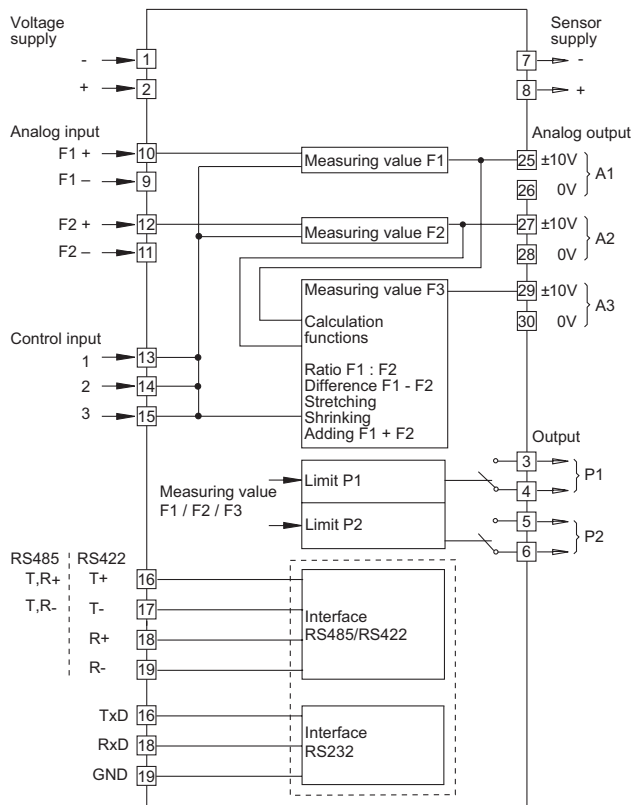 Voltage
supply
- 1
+ 2
Sensor
supply
7 -
8 +
Analog input
F1 + 10
F1 – 9
F2 + 12
F2 – 11
Measuring value F1
Measuring value F2
Analog output
25 ±10V
26 0V
A1
27 ±10V
28 0V
A2
29 ±10V
30 0V
A3
Measuring value F3
Calculation
functions
Ratio F1 : F2
Difference F1 - F2
Stretching
Shrinking
Adding F1 + F2
Control input
1 13
2 14
3 15
Output
3
4
P1
5
6
P2
Measuring value
F1 / F2 / F3
Limit P1
Limit P2
RS485 RS422
T,R+ T+ 16
T,R- T- 17
R+ 18
R- 19
Interface
RS485/RS422
TxD 16
RxD 18
GND 19
Interface
RS232